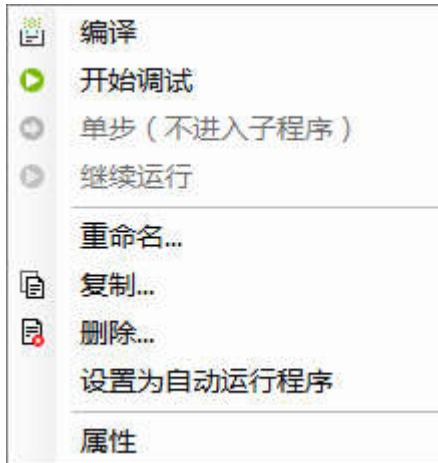 编译
开始调试
单步（不进入子程序）
继续运行
重命名...
复制...
删除...
设置为自动运行程序
属性